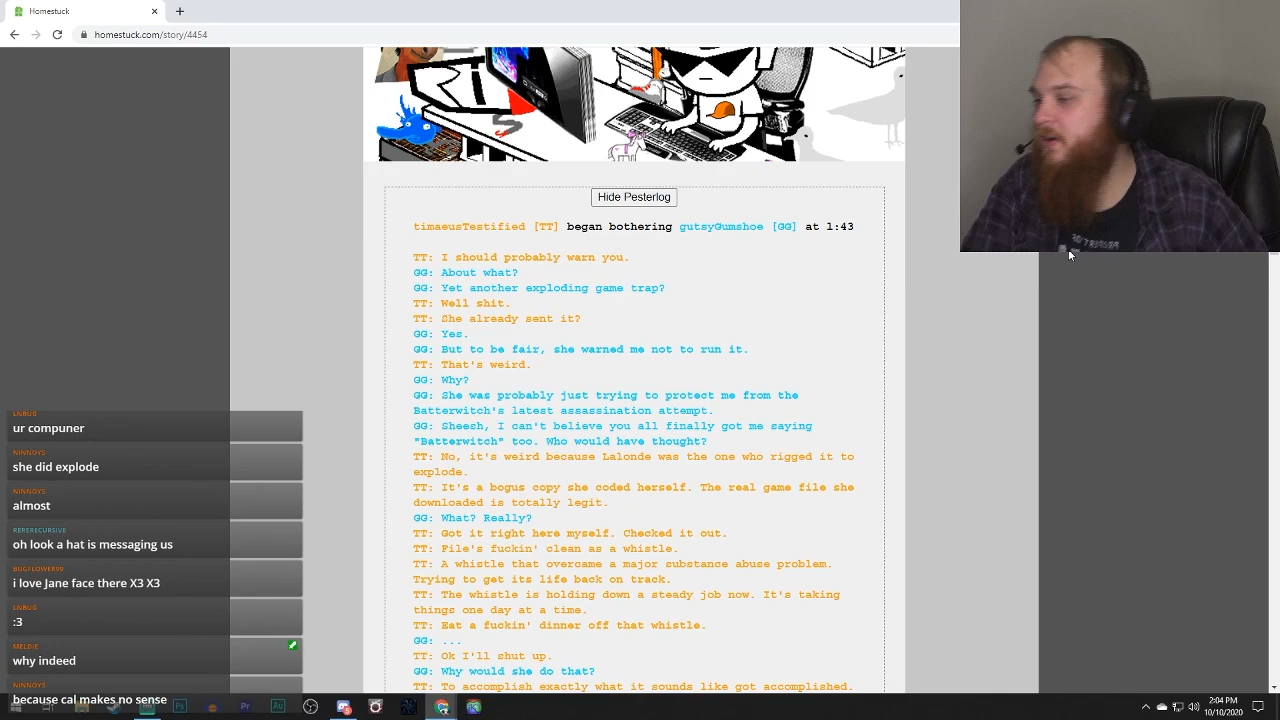 Homestuck
homestuck.com/story/4454
Hide Pesterlog
timaeusTestified [TT] began bothering gutsyGumshoe [GG] at 1:43
TT: I should probably warn you.
GG: About what?
GG: Yet another exploding game trap?
TT: Well shit.
TT: She already sent it?
GG: Yes.
GG: But to be fair, she warned me not to run it.
TT: That's weird.
GG: Why?
GG: She was probably just trying to protect me from the
Batterwitch's latest assassination attempt.
GG: Sheesh, I can't believe you all finally got me saying
"Batterwitch" too. Who would have thought?
TT: No, it's weird because Lalonde was the one who rigged it to
explode.
TT: It's a bogus copy she coded herself. The real game file she
downloaded is totally legit.
GG: What? Really?
TT: Got it right here myself. Checked it out.
TT: File's fuckin' clean as a whistle.
TT: A whistle that overcame a major substance abuse problem.
Trying to get its life back on track.
TT: The whistle is holding down a steady job now. It's taking
things one day at a time.
TT: Eat a fuckin' dinner off that whistle.
GG: ...
TT: Ok I'll shut up.
GG: Why would she do that?
TT: To accomplish exactly what it sounds like got accomplished.
LNBUG
ur compuner
NINNOYS
she did explode
NINNOYS
almost
RERERECURSIVE
oh look a hat is messaging us
BUGFLOWER99
i love Jane face there X3 X3
LNBUG
:3
MELDIE
why indeed
NINNOYS
because cal makes no sense
2:04 PM
10/10/2020